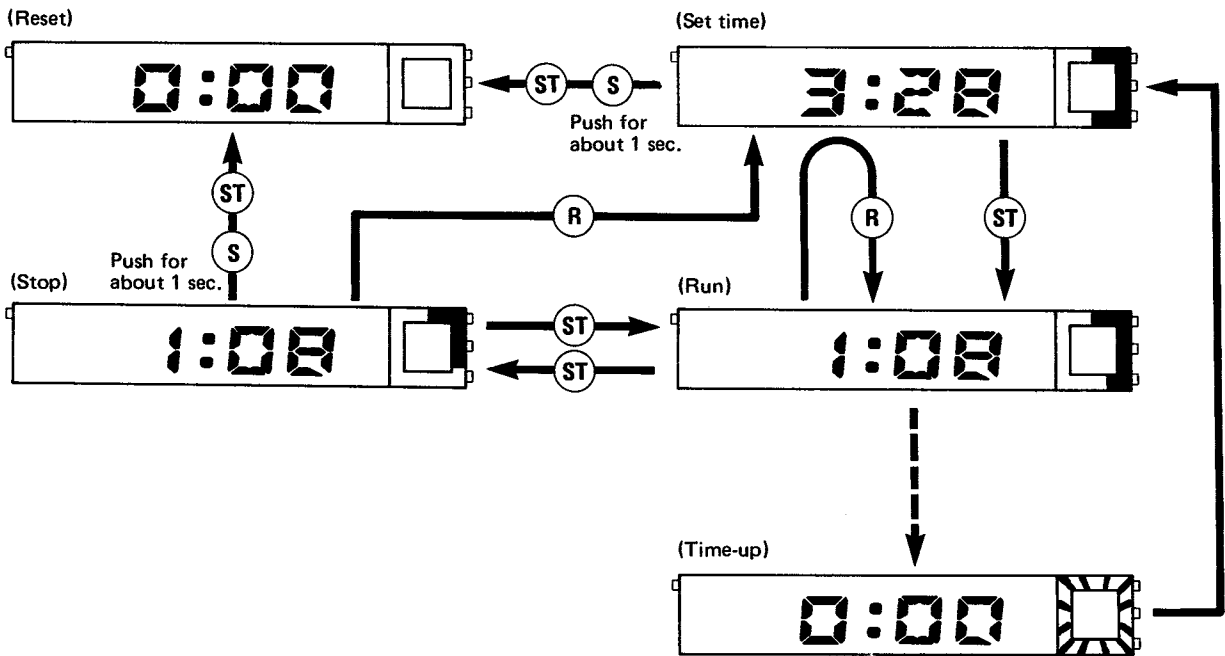 (Reset)
0:00
(Set time)
3:28
ST
S
Push for
about 1 sec.
ST
S
Push for
about 1 sec.
R
R
ST
(Stop)
1:08
ST
ST
(Run)
1:08
(Time-up)
0:00